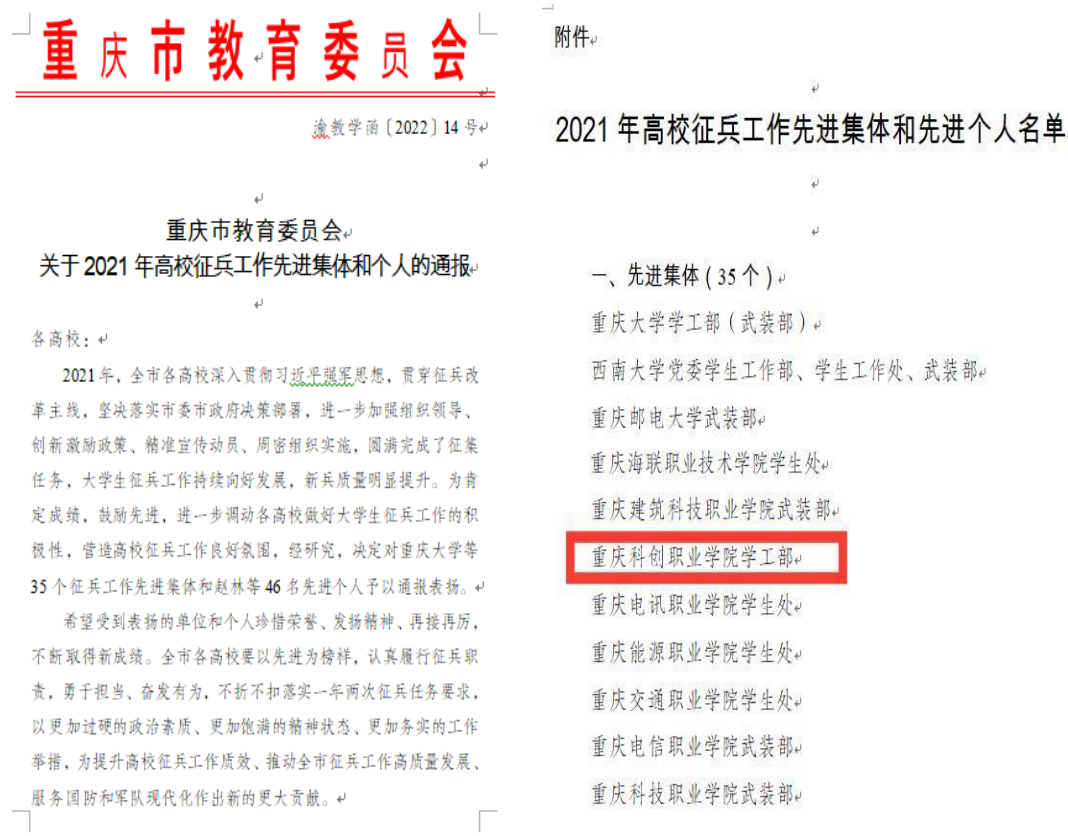 重庆市教育委员会
渝教学函〔2022〕14 号
重庆市教育委员会
关于 2021 年高校征兵工作先进集体和个人的通报
各高校：
2021 年，全市各高校深入贯彻习近平强军思想，贯穿征兵改
革主线，坚决落实市委市政府决策部署，进一步加强组织领导、
创新激励政策、精准宣传动员、周密组织实施，圆满完成了征集
任务，大学生征兵工作持续向好发展，新兵质量明显提升。为肯
定成绩，鼓励先进，进一步调动各高校做好大学生征兵工作的积
极性，营造高校征兵工作良好氛围，经研究，决定对重庆大学等
35 个征兵工作先进集体和赵林等 46 名先进个人予以通报表扬。
希望受到表扬的单位和个人珍惜荣誉、发扬精神、再接再厉，
不断取得新成绩。全市各高校要以先进为榜样，认真履行征兵职
责，勇于担当、奋发有为，不折不扣落实一年两次征兵任务要求，
以更加过硬的政治素质、更加饱满的精神状态、更加务实的工作
举措，为提升高校征兵工作质效、推动全市征兵工作高质量发展、
服务国防和军队现代化作出新的更大贡献。
附件
2021 年高校征兵工作先进集体和先进个人名单
一、先进集体（35 个）
重庆大学学工部（武装部）
西南大学党委学生工作部、学生工作处、武装部
重庆邮电大学武装部
重庆海联职业技术学院学生处
重庆建筑科技职业学院武装部
重庆科创职业学院学工部
重庆电讯职业学院学生处
重庆能源职业学院学生处
重庆交通职业学院学生处
重庆电信职业学院武装部
重庆科技职业学院武装部